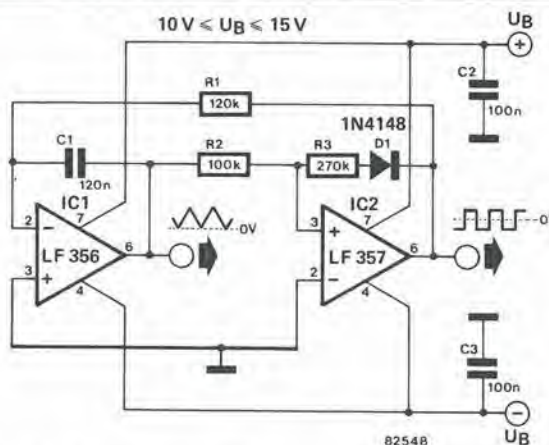 10 V ≤ UB ≤ 15 V
UB
+
R1
120k
C2
100n
1N4148
C1
120n
R2
100k
R3
270k
D1
IC1
IC2
2
−
7
6
3
+
4
LF 356
0V
3
+
7
6
2
−
4
LF 357
0
C3
100n
−
UB
82548